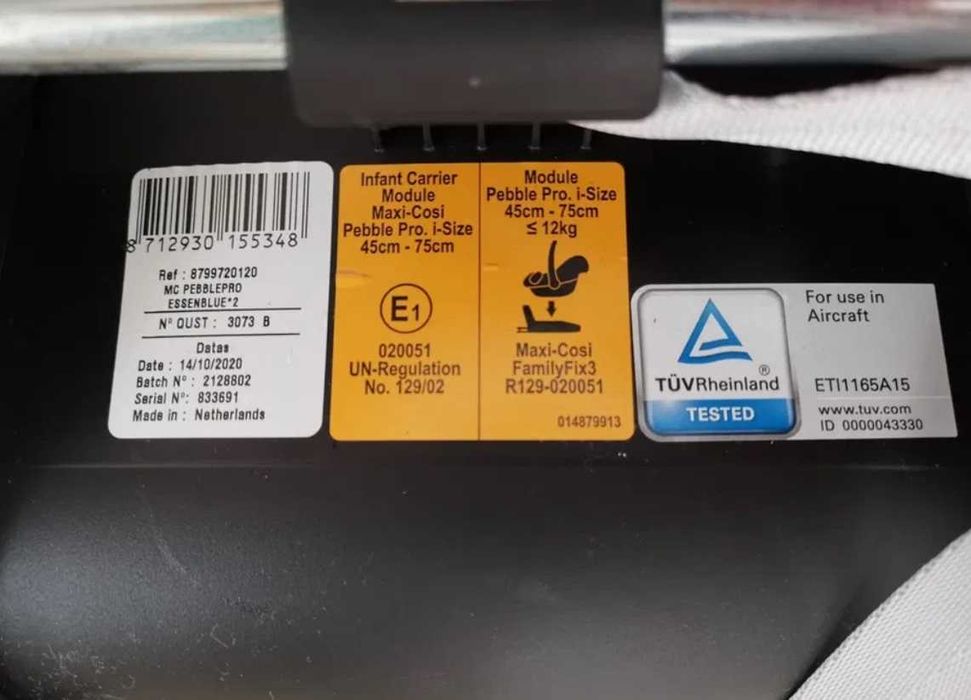 8 712930 155348
Ref : 8799720120
MC PEBBLEPRO
ESSENBLUE*2
N° QUST : 3073 B
Datas
Date : 14/10/2020
Batch N° : 2128802
Serial N°: 833691
Made in : Netherlands
Infant Carrier
Module
Maxi-Cosi
Pebble Pro. i-Size
45cm - 75cm
E1
020051
UN-Regulation
No. 129/02
Module
Pebble Pro. i-Size
45cm - 75cm
≤ 12kg
Maxi-Cosi
FamilyFix3
R129-020051
014879913
TÜVRheinland®
TESTED
For use in
Aircraft
ETI1165A15
www.tuv.com
ID 0000043330